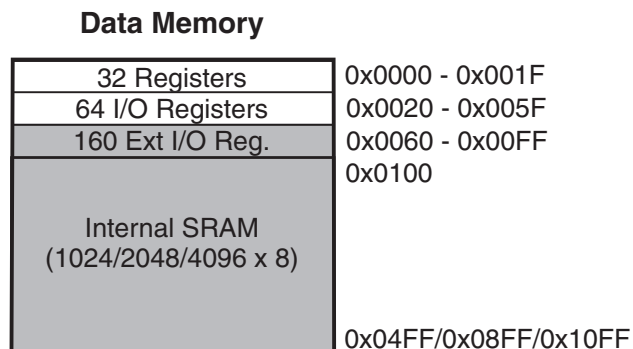 Data Memory
32 Registers
0x0000 - 0x001F
64 I/O Registers
0x0020 - 0x005F
160 Ext I/O Reg.
0x0060 - 0x00FF
0x0100
Internal SRAM
(1024/2048/4096 x 8)
0x04FF/0x08FF/0x10FF